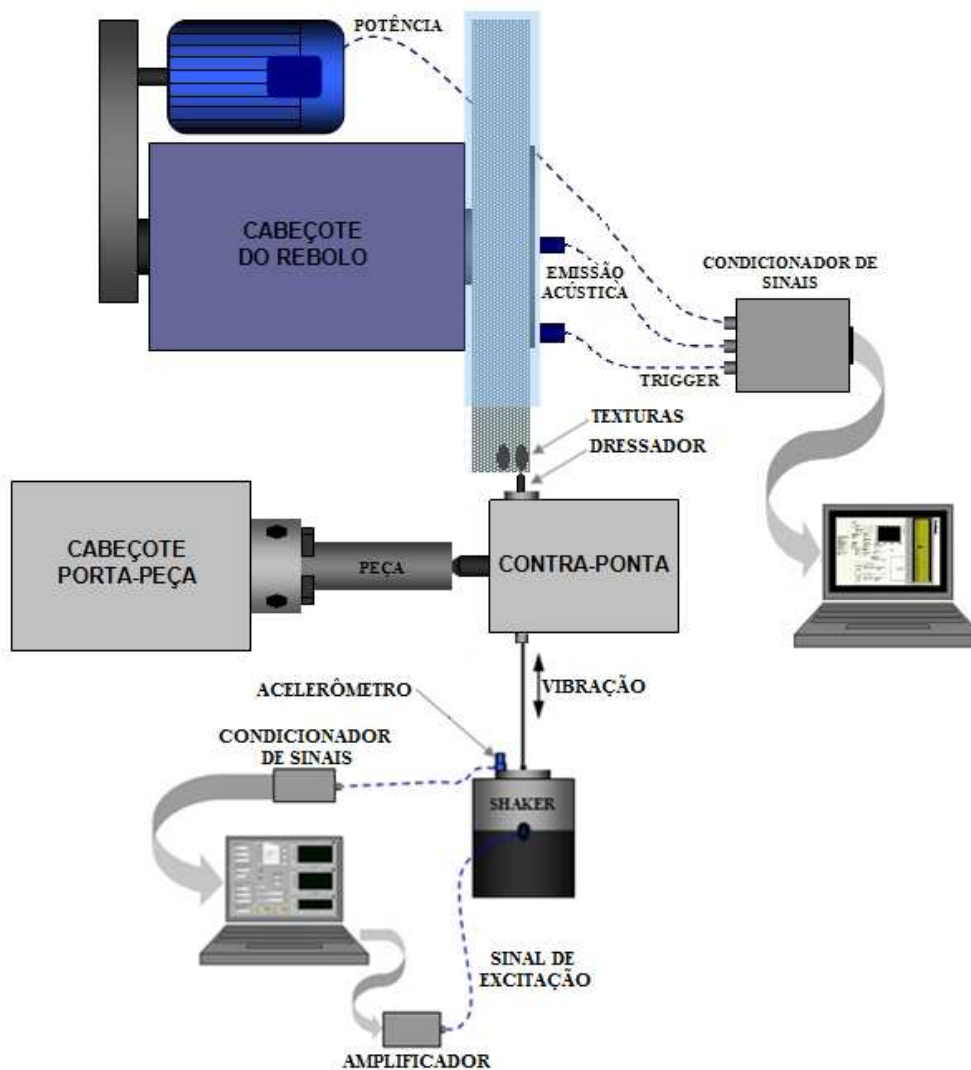 POTÊNCIA
CABEÇOTE
DO REBOLO
EMISSÃO
ACÚSTICA
CONDICIONADOR DE
SINAIS
TRIGGER
TEXTURAS
DRESSADOR
CABEÇOTE
PORTA-PEÇA
PEÇA
CONTRA-PONTA
VIBRAÇÃO
ACELERÔMETRO
CONDICIONADOR
DE SINAIS
SHAKER
SINAL DE
EXCITAÇÃO
AMPLIFICADOR